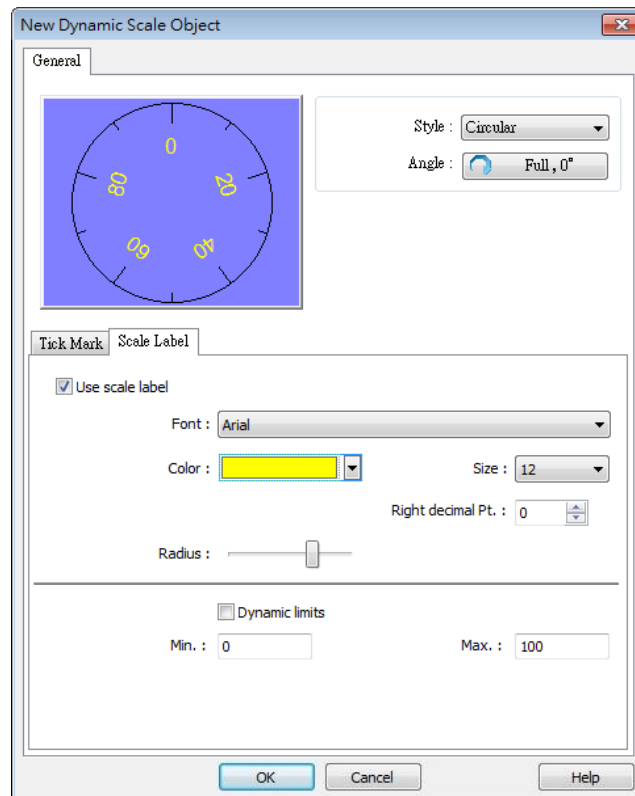 New Dynamic Scale Object
General
0
80
20
60
40
Style : Circular
Angle : Full , 0°
Tick Mark Scale Label
Use scale label
Font : Arial
Color : Size : 12
Right decimal Pt. : 0
Radius :
Dynamic limits
Min. : 0 Max. : 100
OK Cancel Help